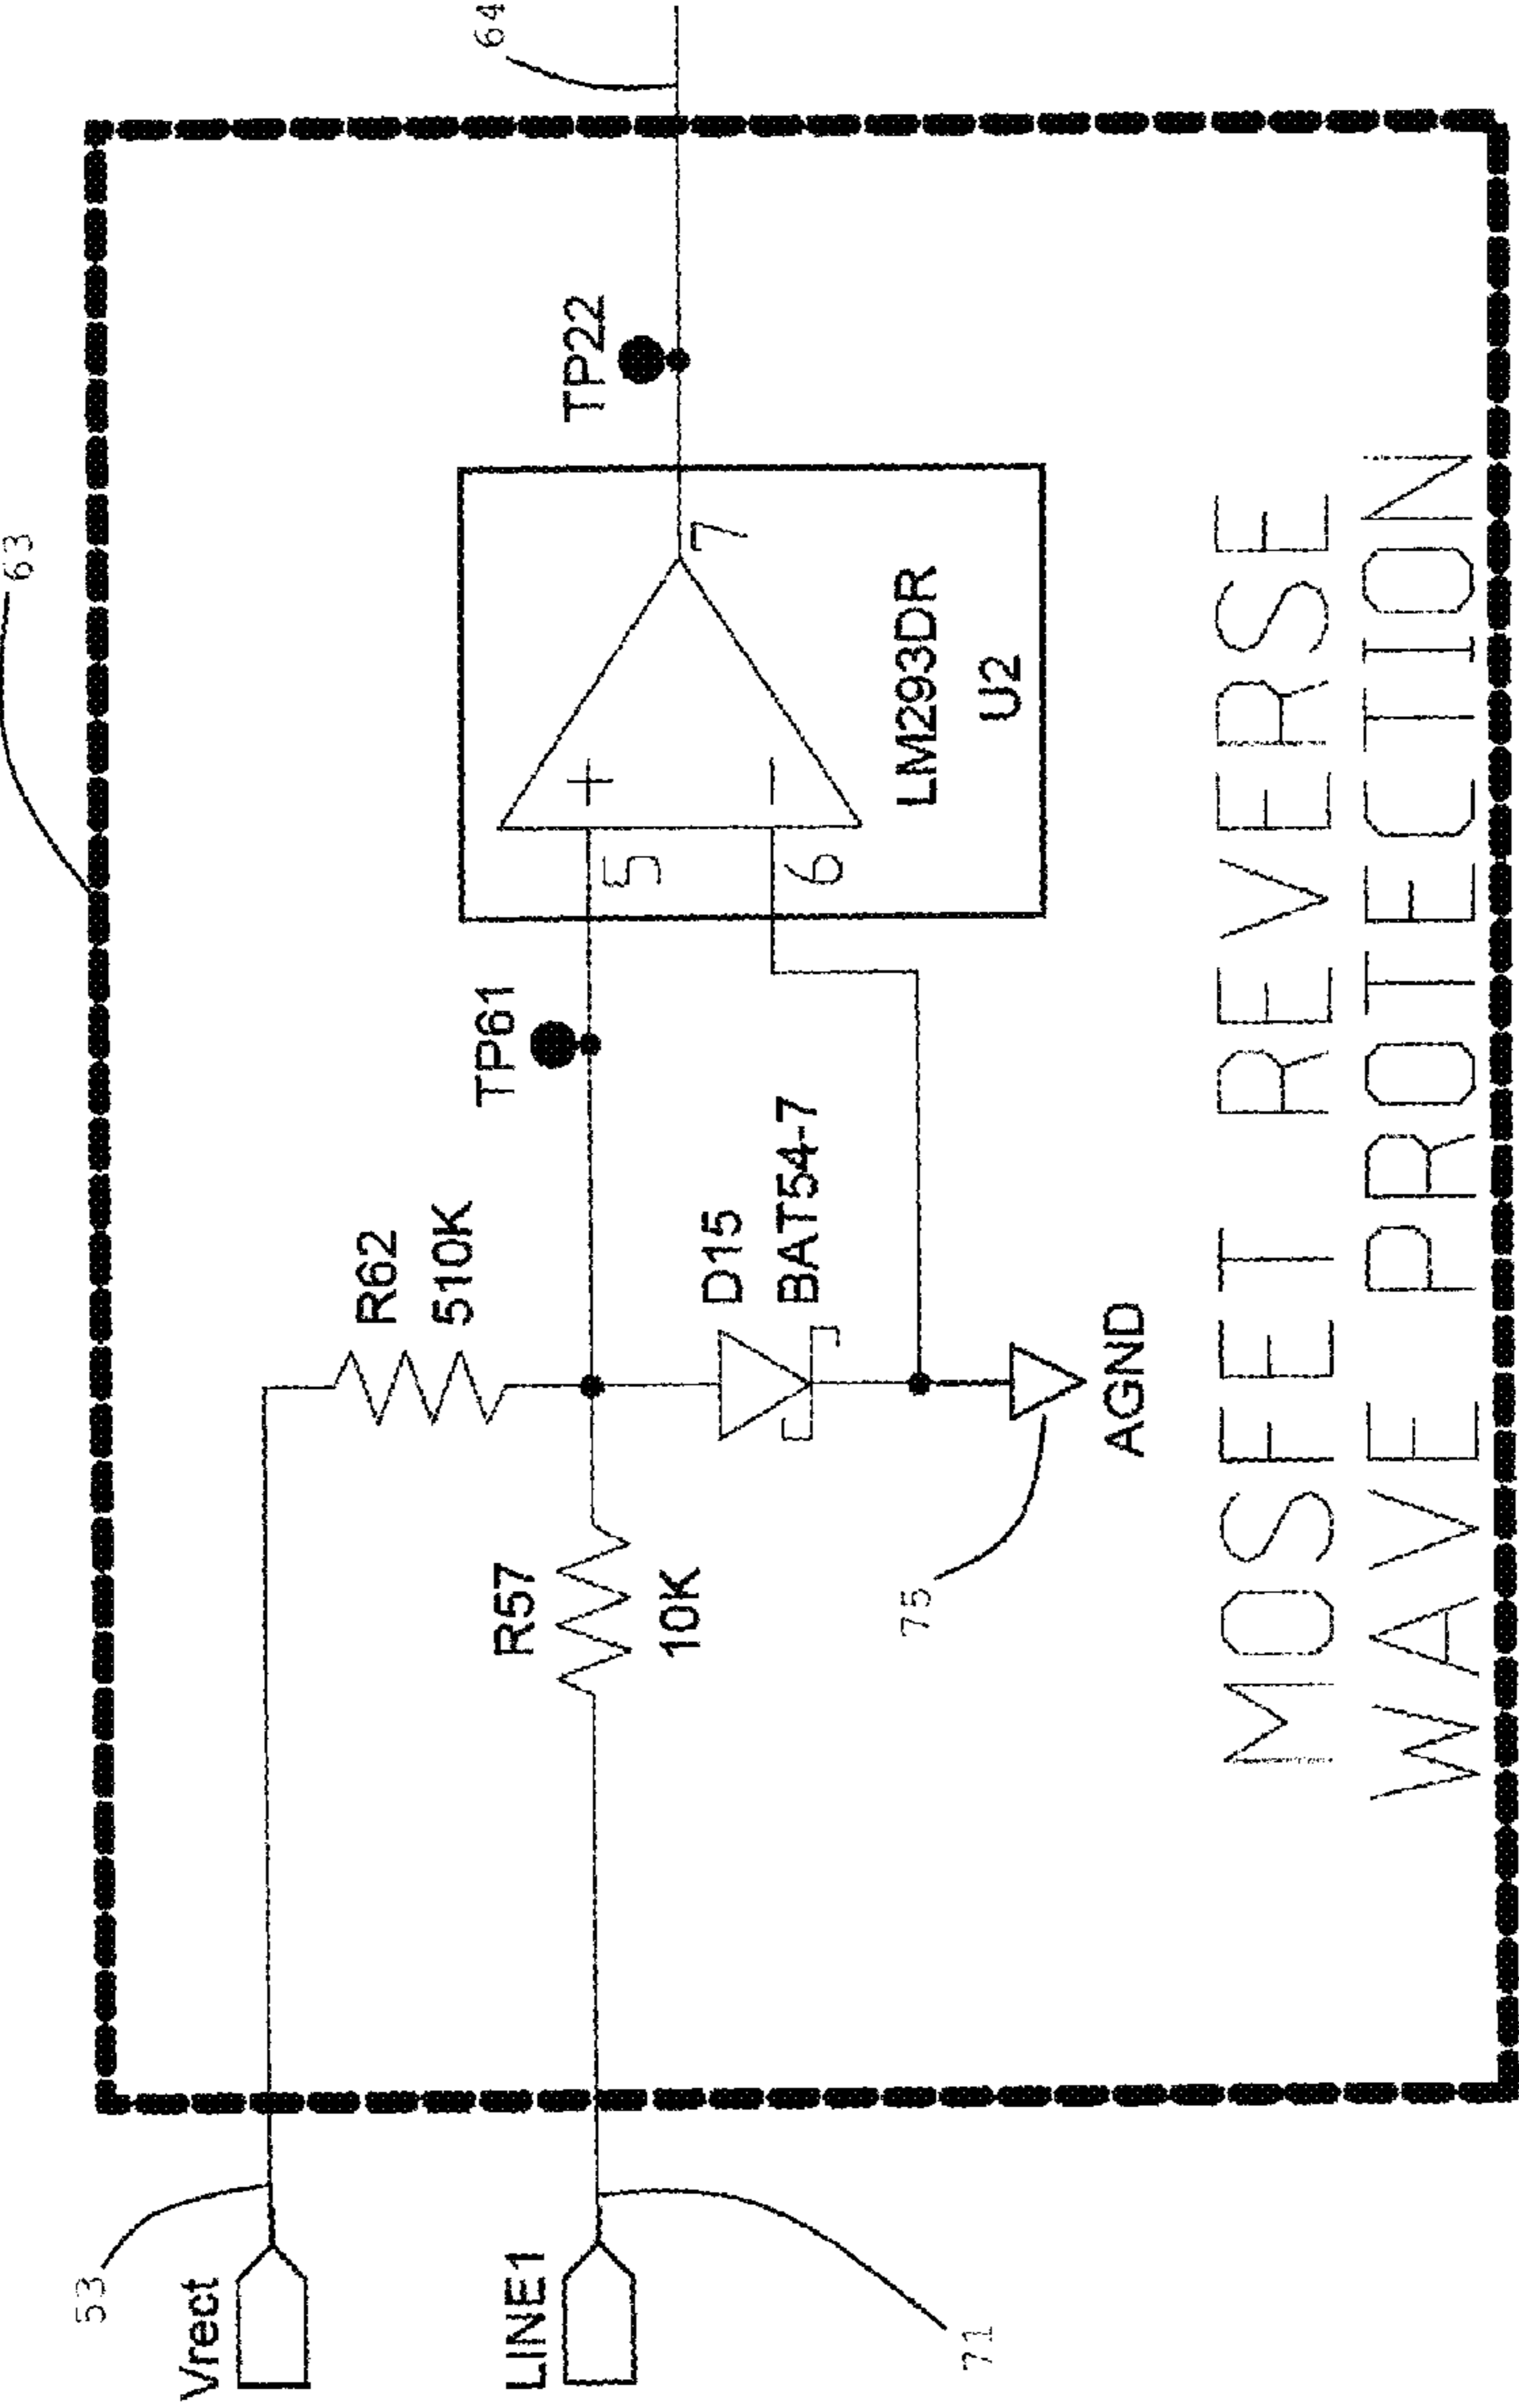 63
64
53
Vrect
R62
510K
TP61
TP22
LINE1
71
R57
10K
+
5
−
6
7
D15
BAT54-7
LM293DR
U2
75
AGND
MOSFET REVERSE
WAVE PROTECTION